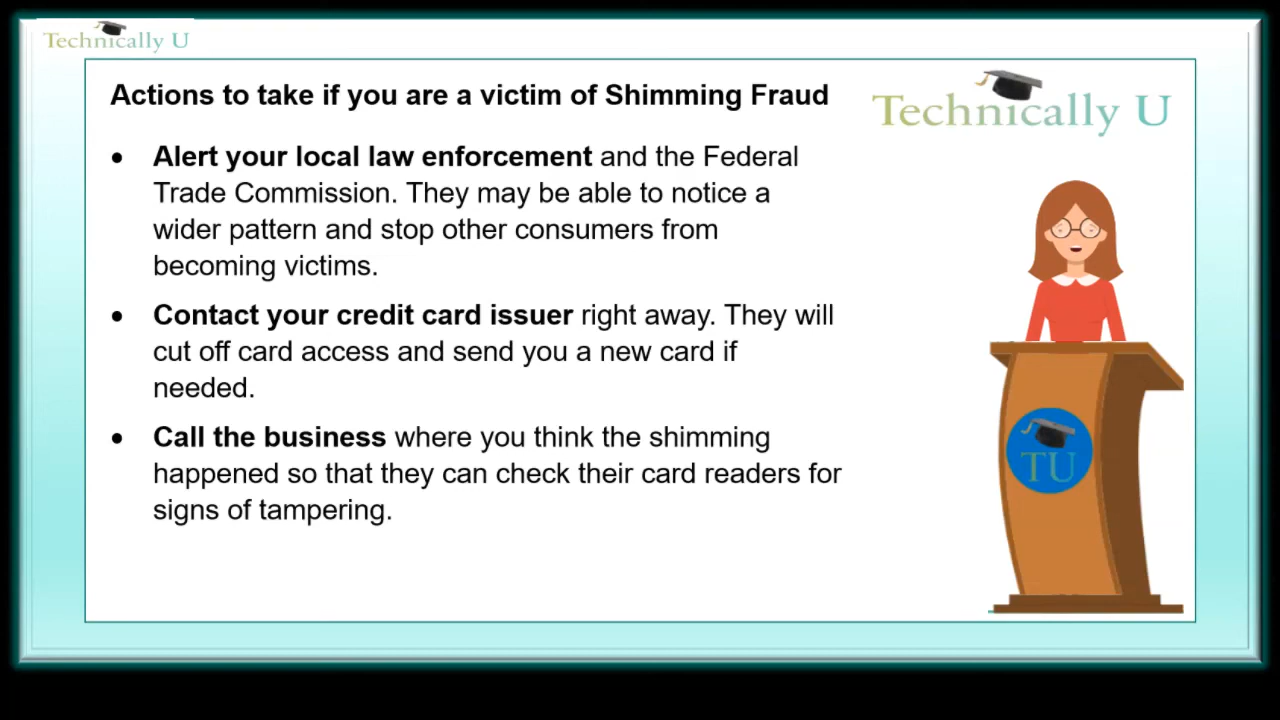 Technically U
Technically U
Actions to take if you are a victim of Shimming Fraud
• Alert your local law enforcement and the Federal
Trade Commission. They may be able to notice a
wider pattern and stop other consumers from
becoming victims.
• Contact your credit card issuer right away. They will
cut off card access and send you a new card if
needed.
• Call the business where you think the shimming
happened so that they can check their card readers for
signs of tampering.
TU